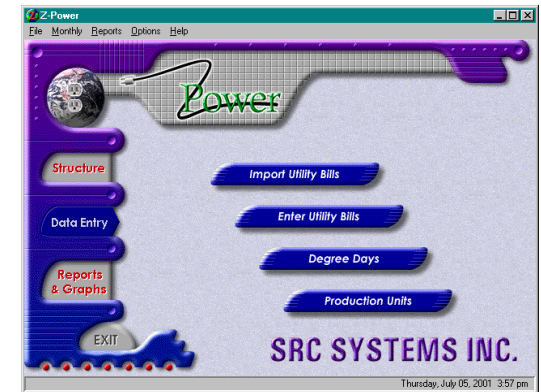 Z-Power
File Monthly Reports Options Help
Power
Structure
Import Utility Bills
Data Entry
Enter Utility Bills
Degree Days
Reports
& Graphs
Production Units
EXIT
SRC SYSTEMS INC.
Thursday, July 05, 2001 3:57 pm